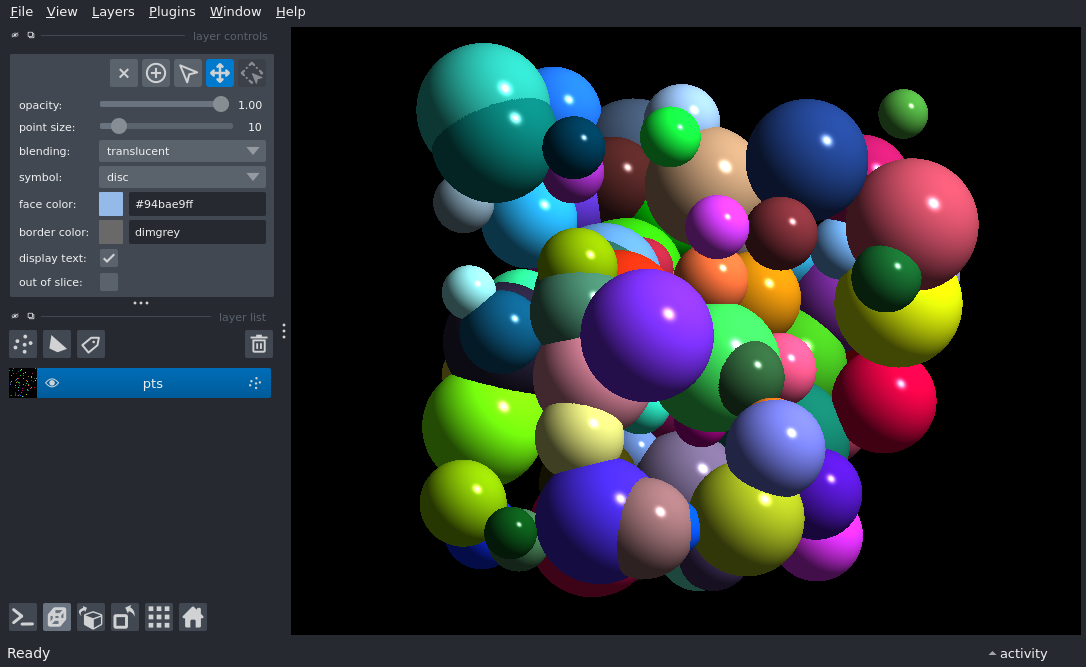 File View Layers Plugins Window Help
layer controls
opacity: 1.00
point size: 10
blending: translucent
symbol: disc
face color: #94bae9ff
border color: dimgrey
display text:
out of slice:
layer list
pts
Ready
activity